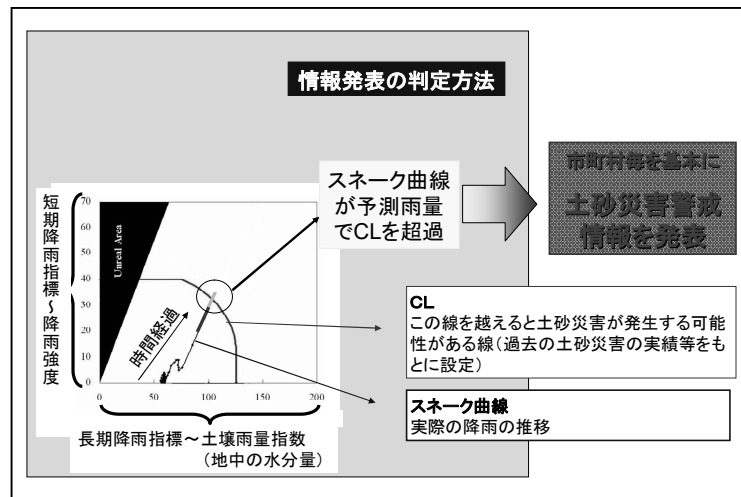 情報発表の判定方法
スネーク曲線
が予測雨量
でCLを超過
市町村毎を基本に
土砂災害警戒
情報を発表
短期降雨指標～降雨強度
70
60
50
40
30
20
10
0
Unreal Area
時間経過
0
50
100
150
200
長期降雨指標～土壌雨量指数
(地中の水分量)
CL
この線を越えると土砂災害が発生する可能
性がある線(過去の土砂災害の実績等をも
とに設定)
スネーク曲線
実際の降雨の推移